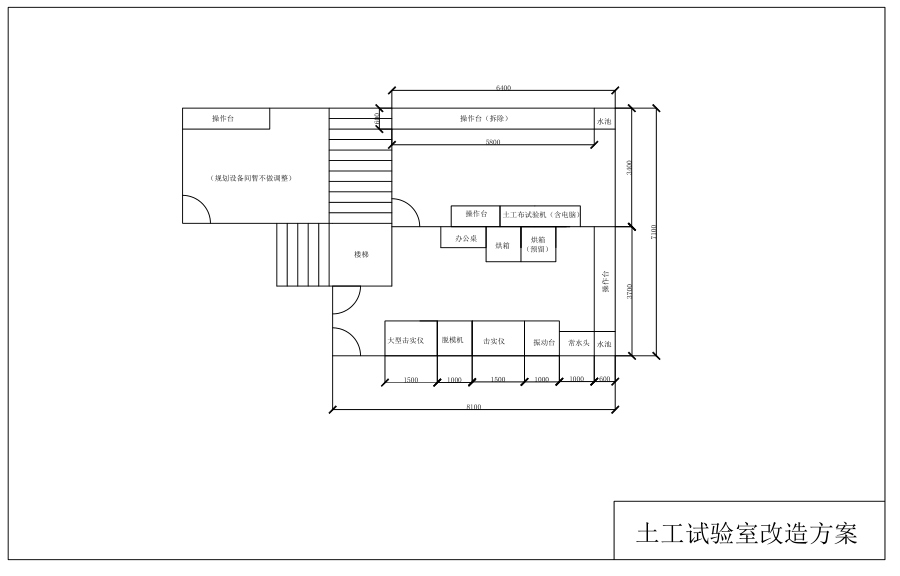 6400
操作台
600
操作台（拆除）
水池
5800
3400
（规划设备间暂不做调整）
操作台
土工布试验机（含电脑）
7100
办公桌
烘箱
烘箱
（预留）
楼梯
操作台
3700
大型击实仪
脱模机
击实仪
振动台
常水头
水池
1500
1000
1500
1000
1000
600
8100
土工试验室改造方案